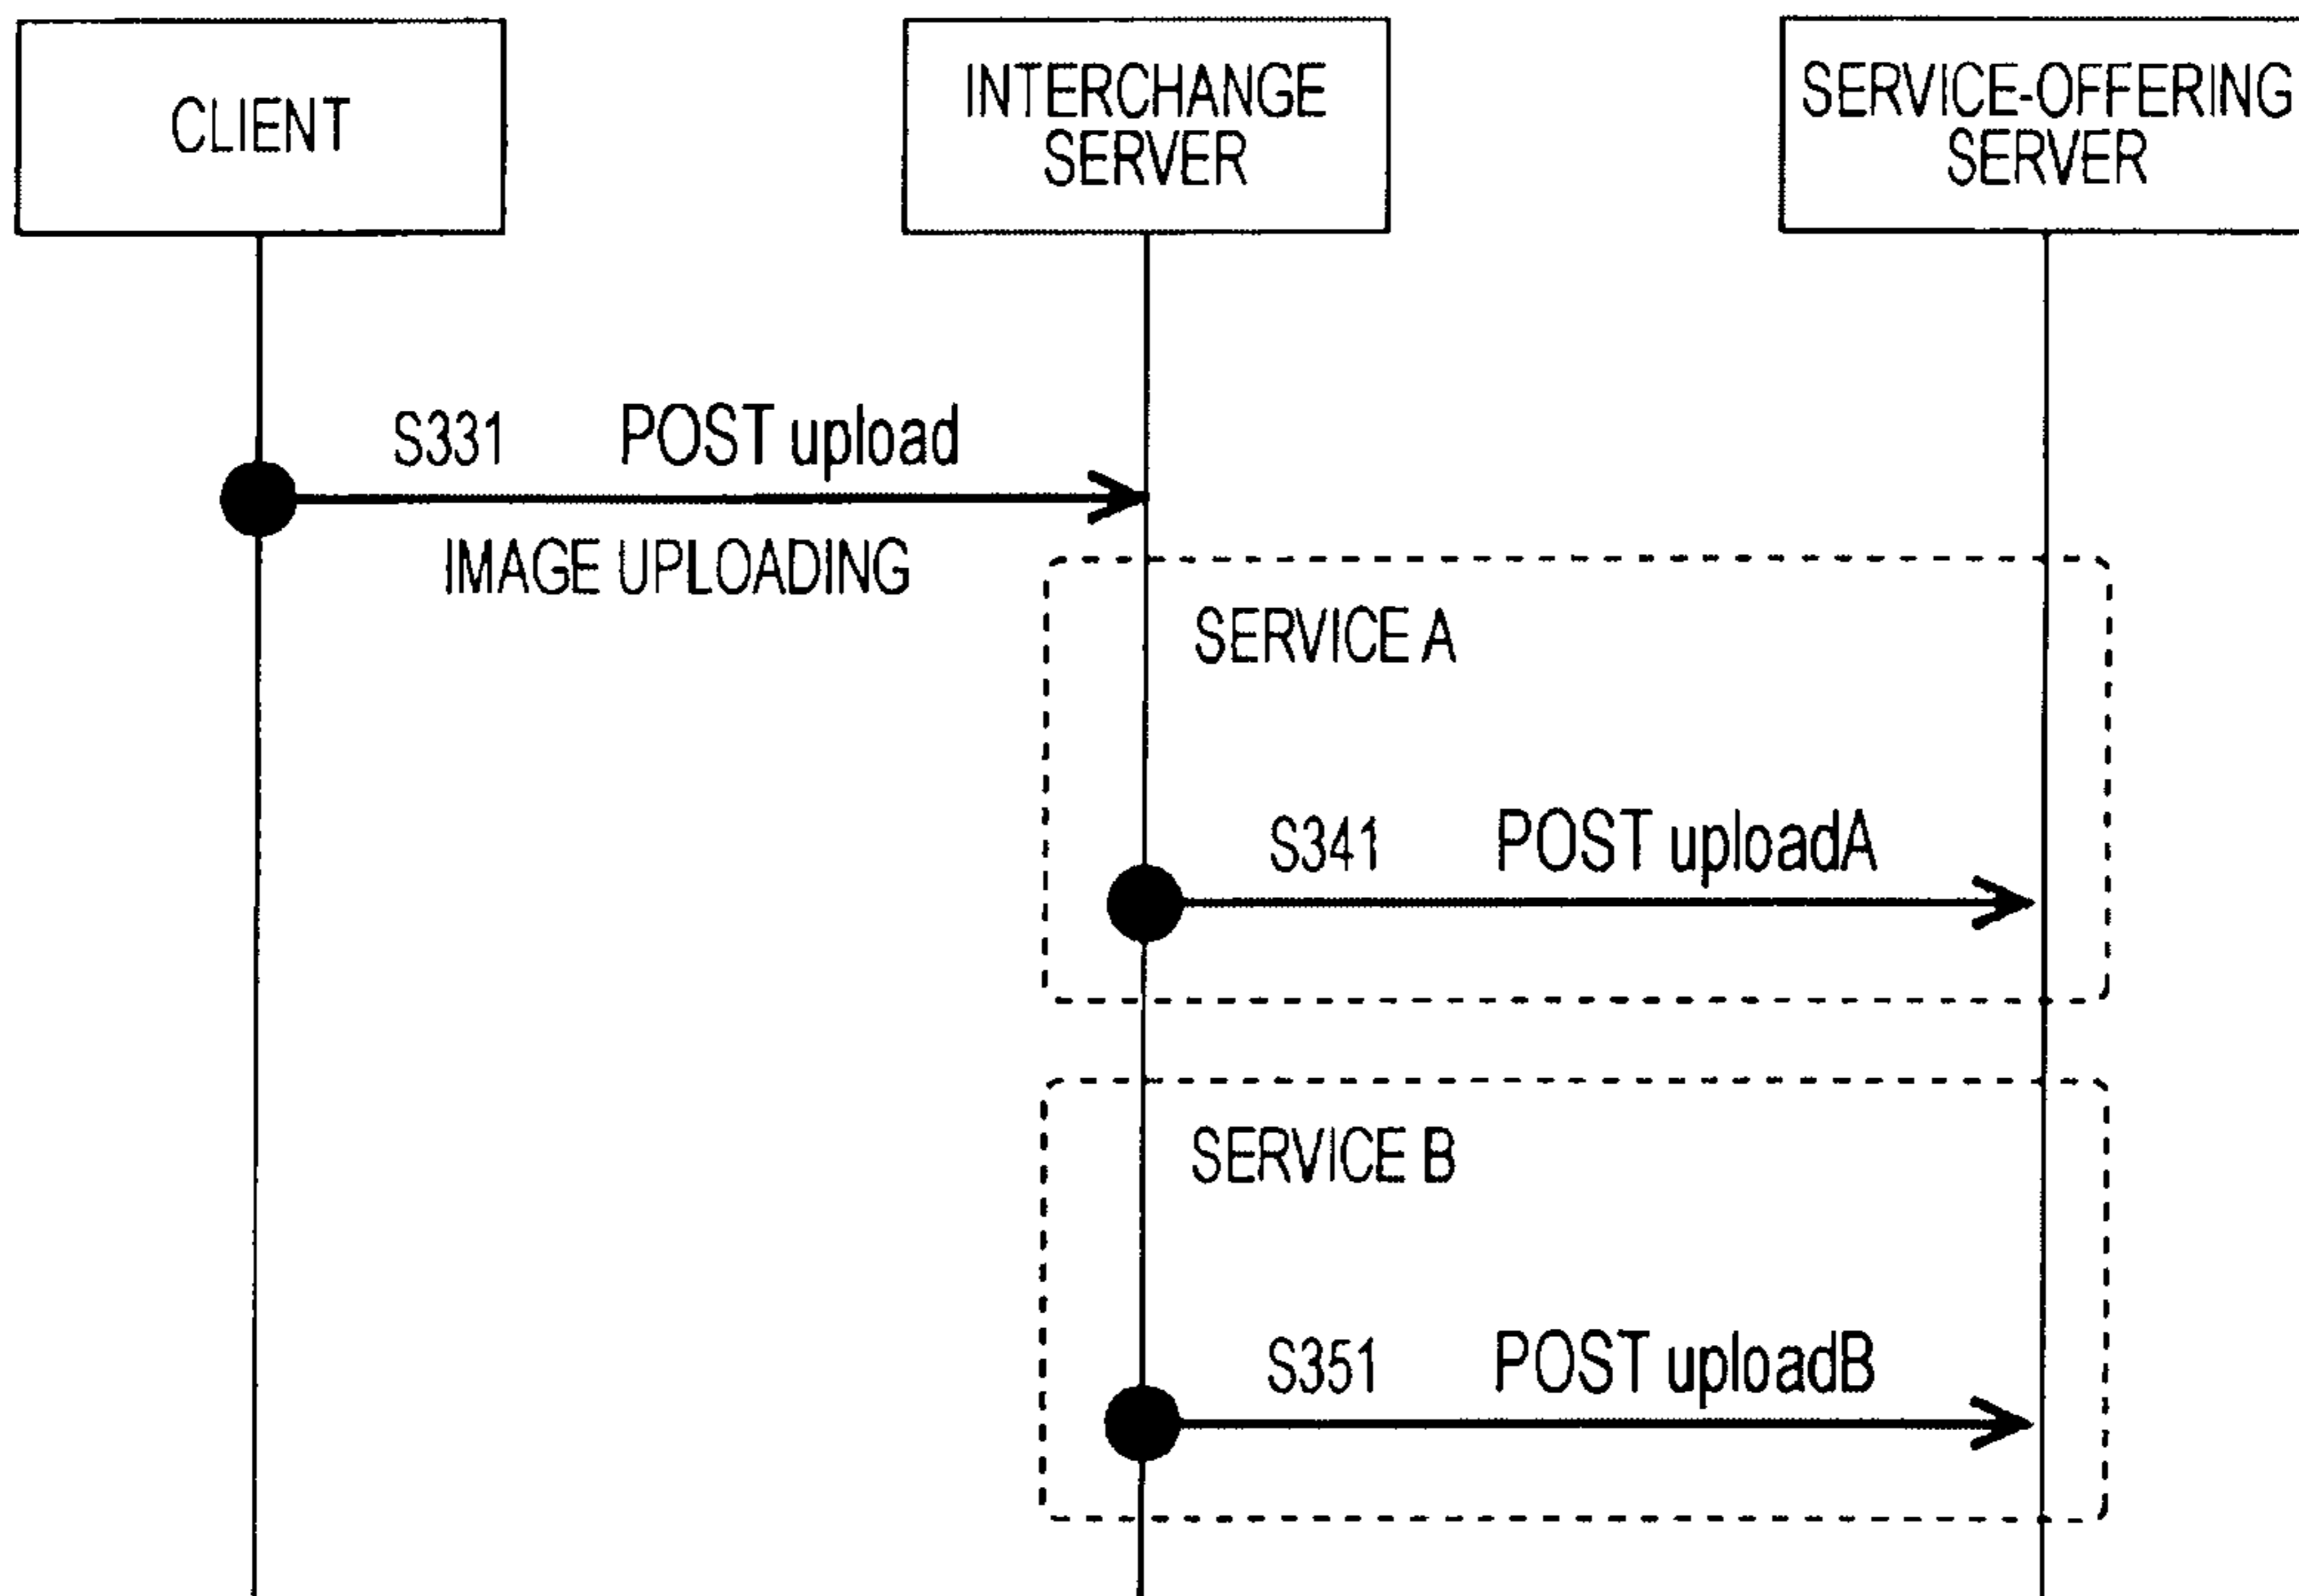 CLIENT
INTERCHANGE
SERVER
SERVICE-OFFERING
SERVER
S331 POST upload
IMAGE UPLOADING
SERVICE A
S341 POST uploadA
SERVICE B
S351 POST uploadB